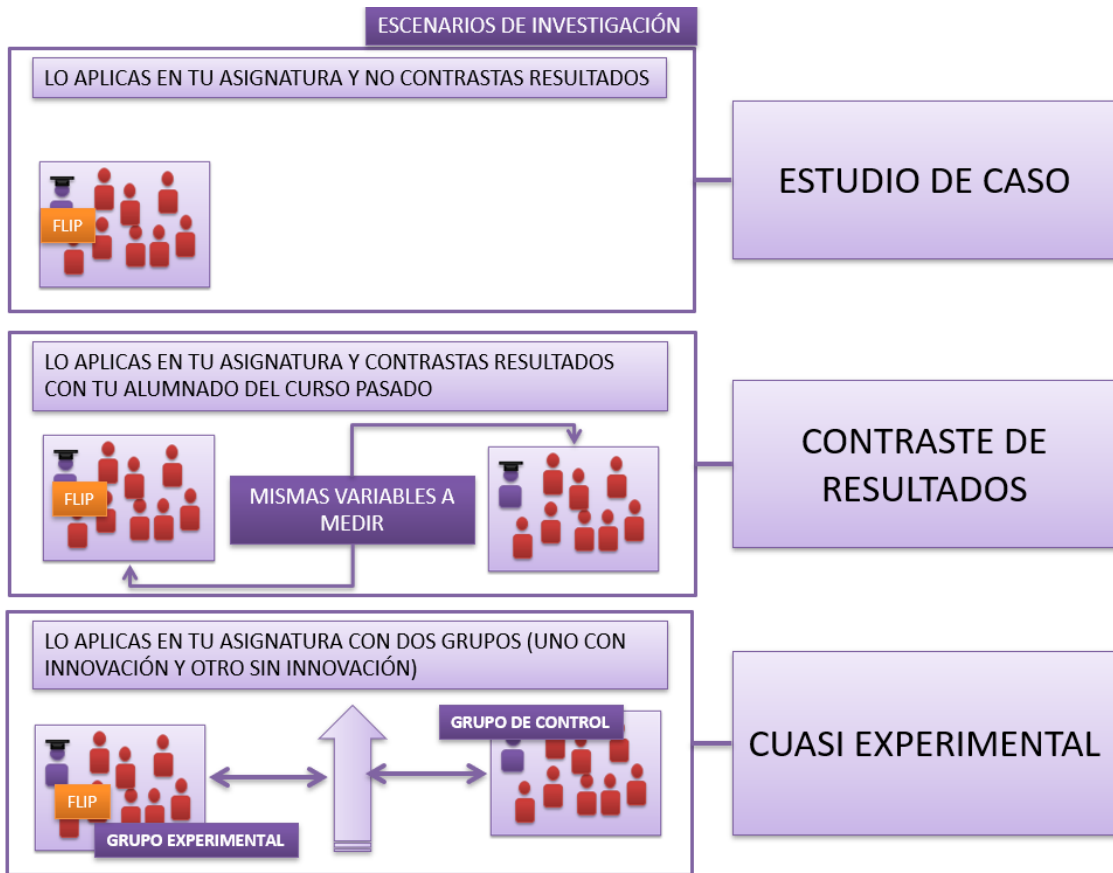 ESCENARIOS DE INVESTIGACIÓN
LO APLICAS EN TU ASIGNATURA Y NO CONTRASTAS RESULTADOS
FLIP
ESTUDIO DE CASO
LO APLICAS EN TU ASIGNATURA Y CONTRASTAS RESULTADOS
CON TU ALUMNADO DEL CURSO PASADO
FLIP
MISMAS VARIABLES A
MEDIR
CONTRASTE DE
RESULTADOS
LO APLICAS EN TU ASIGNATURA CON DOS GRUPOS (UNO CON
INNOVACIÓN Y OTRO SIN INNOVACIÓN)
GRUPO DE CONTROL
FLIP
GRUPO EXPERIMENTAL
CUASI EXPERIMENTAL